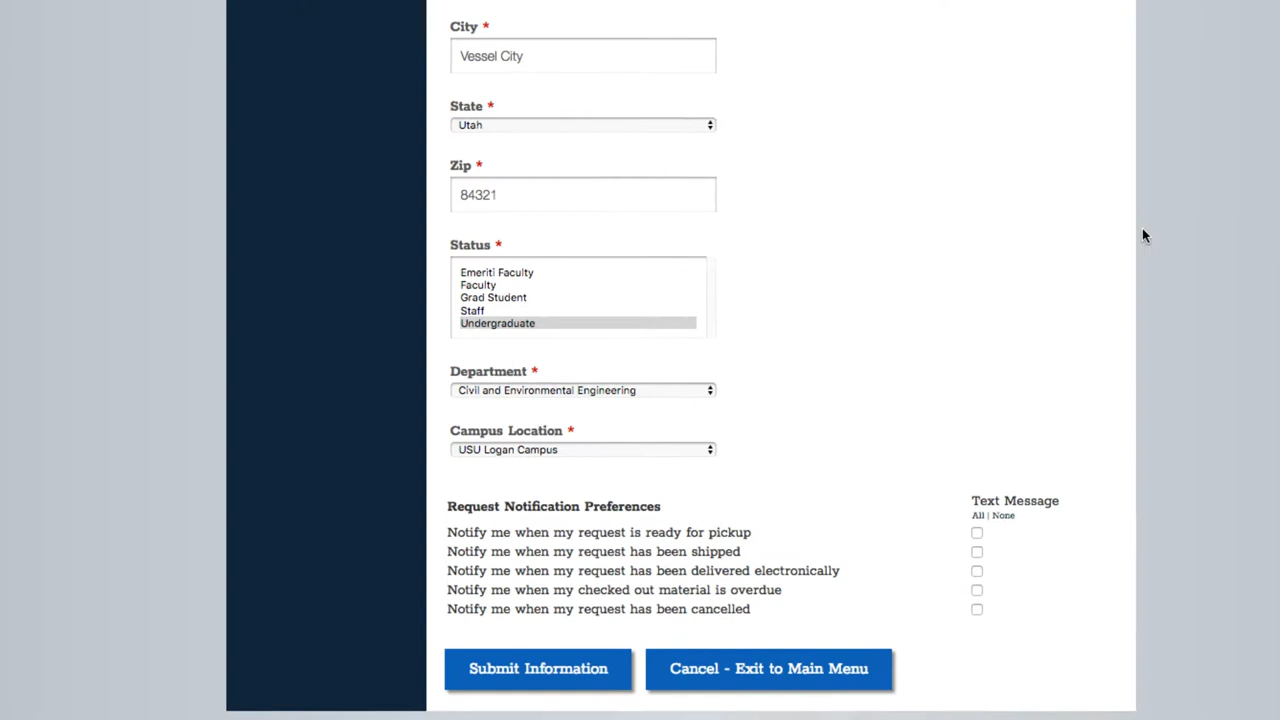 City *
Vessel City
State *
Utah
Zip *
84321
Status *
Emeriti Faculty
Faculty
Grad Student
Staff
Undergraduate
Department *
Civil and Environmental Engineering
Campus Location *
USU Logan Campus
Request Notification Preferences
Text Message
All | None
Notify me when my request is ready for pickup
Notify me when my request has been shipped
Notify me when my request has been delivered electronically
Notify me when my checked out material is overdue
Notify me when my request has been cancelled
Submit Information
Cancel - Exit to Main Menu